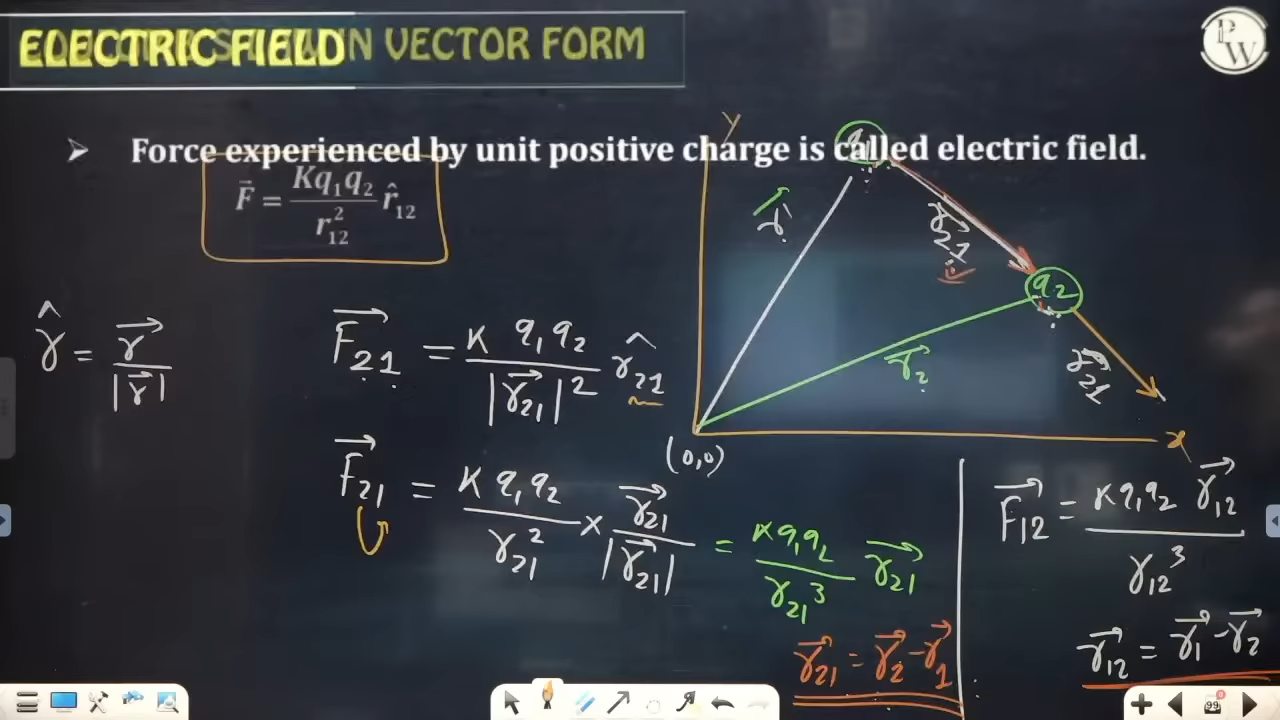 ELECTRIC FIELD IN VECTOR FORM
PW
➤ Force experienced by unit positive charge is called electric field.
F⃗ = Kq₁q₂ / r₁₂² r̂₁₂
y
q₂
r⃗₂₁
r⃗₂
r⃗₂₁
(0,0)
x
r̂ = r⃗ / |r⃗|
F⃗₂₁ = K q₁q₂ / |r⃗₂₁|² r̂₂₁
F⃗₂₁ = K q₁q₂ / r₂₁² × r⃗₂₁ / |r⃗₂₁| = Kq₁q₂ / r₂₁³ r⃗₂₁
r⃗₂₁ = r⃗₂ - r⃗₁
F⃗₁₂ = Kq₁q₂ r⃗₁₂ / r₁₂³
r⃗₁₂ = r⃗₁ - r⃗₂
99